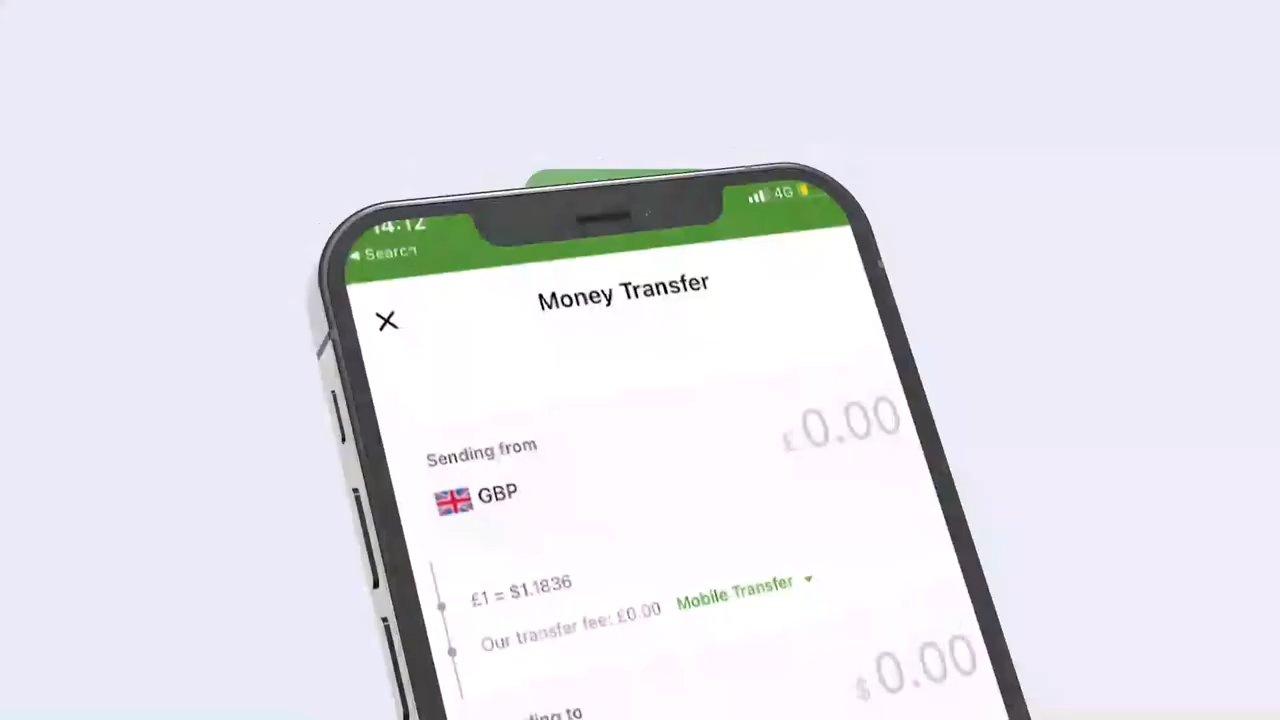 14:12
4G
Search
Money Transfer
£0.00
Sending from
GBP
£1 = $1.1836
Our transfer fee: £0.00 Mobile Transfer
$0.00
to